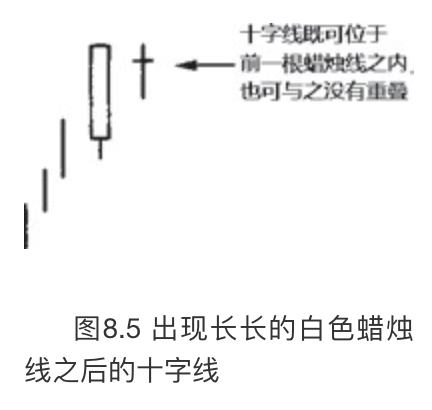 十字线既可位于
前一根蜡烛线之内,
也可与之没有重叠
图8.5 出现长长的白色蜡烛
线之后的十字线